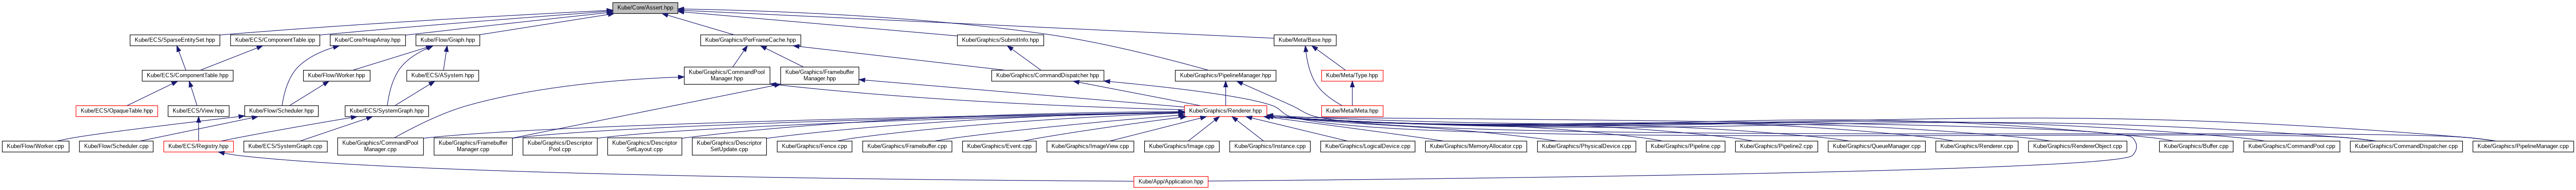 Kube/Core/Assert.hpp
Kube/ECS/SparseEntitySet.hpp
Kube/ECS/ComponentTable.ipp
Kube/Core/HeapArray.hpp
Kube/Flow/Graph.hpp
Kube/Graphics/PerFrameCache.hpp
Kube/Graphics/SubmitInfo.hpp
Kube/Meta/Base.hpp
Kube/ECS/ComponentTable.hpp
Kube/Flow/Worker.hpp
Kube/ECS/ASystem.hpp
Kube/Graphics/CommandPool
Manager.hpp
Kube/Graphics/Framebuffer
Manager.hpp
Kube/Graphics/CommandDispatcher.hpp
Kube/Graphics/PipelineManager.hpp
Kube/Meta/Type.hpp
Kube/ECS/OpaqueTable.hpp
Kube/ECS/View.hpp
Kube/Flow/Scheduler.hpp
Kube/ECS/SystemGraph.hpp
Kube/Graphics/Renderer.hpp
Kube/Meta/Meta.hpp
Kube/Flow/Worker.cpp
Kube/Flow/Scheduler.cpp
Kube/ECS/Registry.hpp
Kube/ECS/SystemGraph.cpp
Kube/Graphics/CommandPool
Manager.cpp
Kube/Graphics/Framebuffer
Manager.cpp
Kube/Graphics/Descriptor
Pool.cpp
Kube/Graphics/Descriptor
SetLayout.cpp
Kube/Graphics/Descriptor
SetUpdate.cpp
Kube/Graphics/Fence.cpp
Kube/Graphics/Framebuffer.cpp
Kube/Graphics/Event.cpp
Kube/Graphics/ImageView.cpp
Kube/Graphics/Image.cpp
Kube/Graphics/Instance.cpp
Kube/Graphics/LogicalDevice.cpp
Kube/Graphics/MemoryAllocator.cpp
Kube/Graphics/PhysicalDevice.cpp
Kube/Graphics/Pipeline.cpp
Kube/Graphics/Pipeline2.cpp
Kube/Graphics/QueueManager.cpp
Kube/Graphics/Renderer.cpp
Kube/Graphics/RendererObject.cpp
Kube/Graphics/Buffer.cpp
Kube/Graphics/CommandPool.cpp
Kube/Graphics/CommandDispatcher.cpp
Kube/Graphics/PipelineManager.cpp
Kube/App/Application.hpp